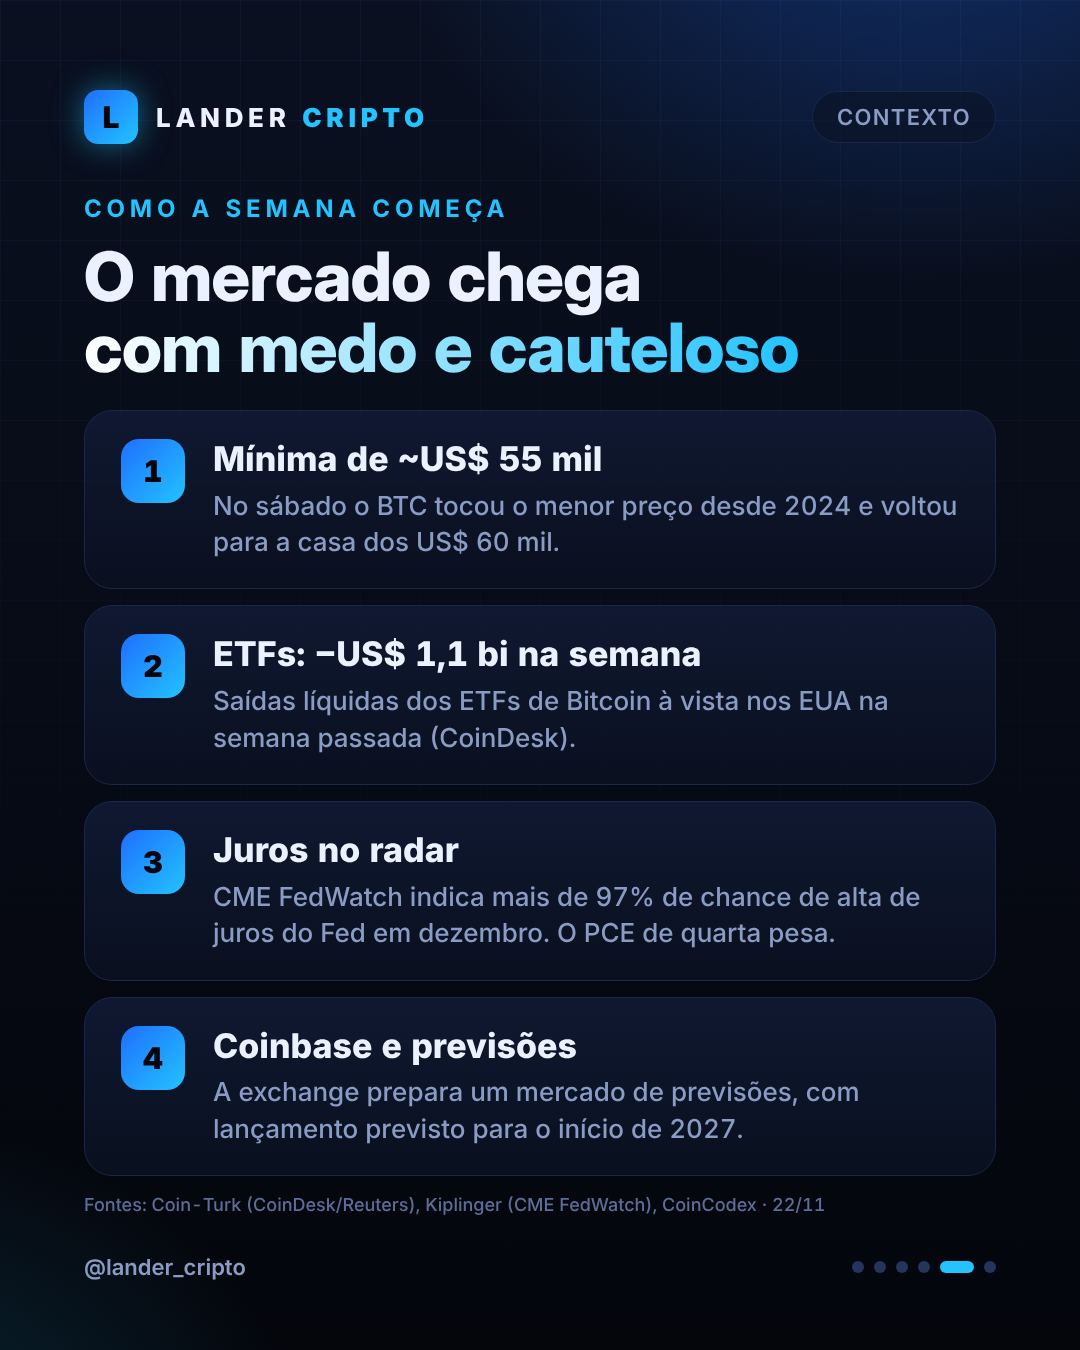 L LANDER CRIPTO
CONTEXTO
COMO A SEMANA COMEÇA
O mercado chega
com medo e cauteloso
1
Mínima de ~US$ 55 mil
No sábado o BTC tocou o menor preço desde 2024 e voltou
para a casa dos US$ 60 mil.
2
ETFs: −US$ 1,1 bi na semana
Saídas líquidas dos ETFs de Bitcoin à vista nos EUA na
semana passada (CoinDesk).
3
Juros no radar
CME FedWatch indica mais de 97% de chance de alta de
juros do Fed em dezembro. O PCE de quarta pesa.
4
Coinbase e previsões
A exchange prepara um mercado de previsões, com
lançamento previsto para o início de 2027.
Fontes: Coin-Turk (CoinDesk/Reuters), Kiplinger (CME FedWatch), CoinCodex · 22/11
@lander_cripto